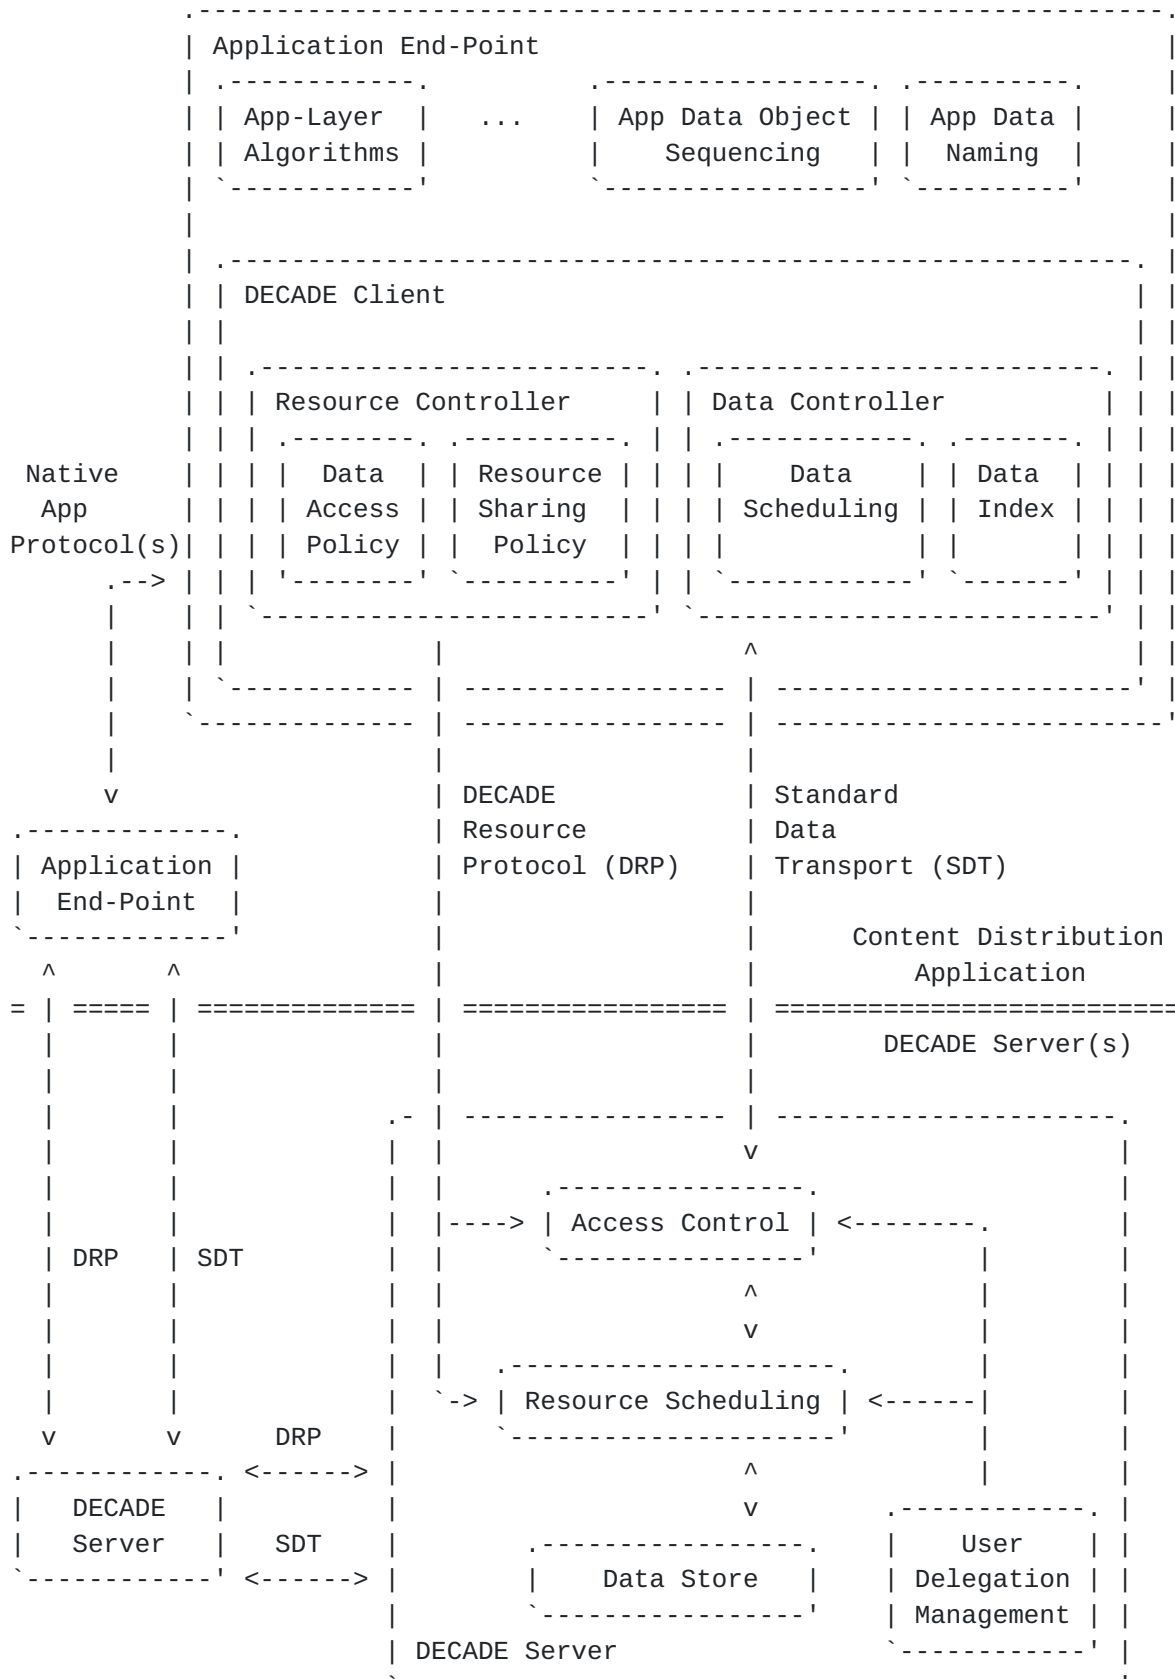 Application End-Point
App-Layer ... App Data Object App Data
Algorithms Sequencing Naming
DECADE Client
Resource Controller Data Controller
Native Data Resource Data Data
App Access Sharing Scheduling Index
Protocol(s) Policy Policy
DECADE Standard
Resource Data
Application Protocol (DRP) Transport (SDT)
End-Point
Content Distribution
Application
DECADE Server(s)
Access Control
DRP SDT
Resource Scheduling
DRP
DECADE
Server SDT User
Data Store Delegation
Management
DECADE Server